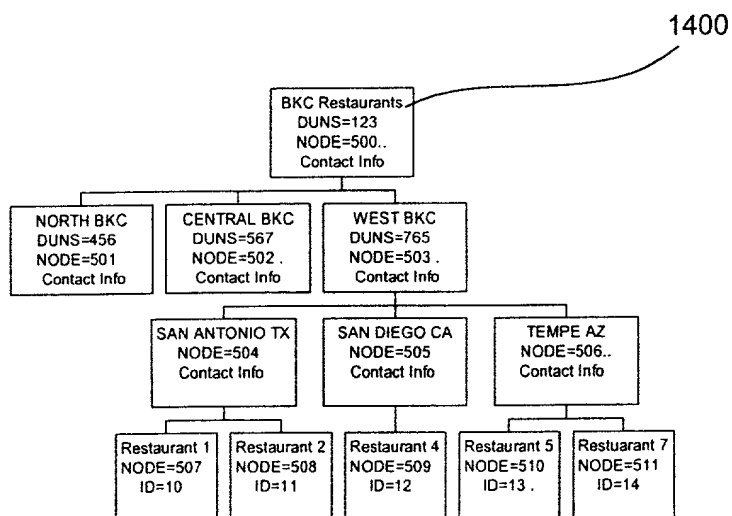 1400
BKC Restaurants
DUNS=123
NODE=500..
Contact Info
NORTH BKC
DUNS=456
NODE=501
Contact Info
CENTRAL BKC
DUNS=567
NODE=502 .
Contact Info
WEST BKC
DUNS=765
NODE=503 .
Contact Info
SAN ANTONIO TX
NODE=504
Contact Info
SAN DIEGO CA
NODE=505
Contact Info
TEMPE AZ
NODE=506..
Contact Info
Restaurant 1
NODE=507
ID=10
Restaurant 2
NODE=508
ID=11
Restaurant 4
NODE=509
ID=12
Restaurant 5
NODE=510
ID=13 .
Restuarant 7
NODE=511
ID=14